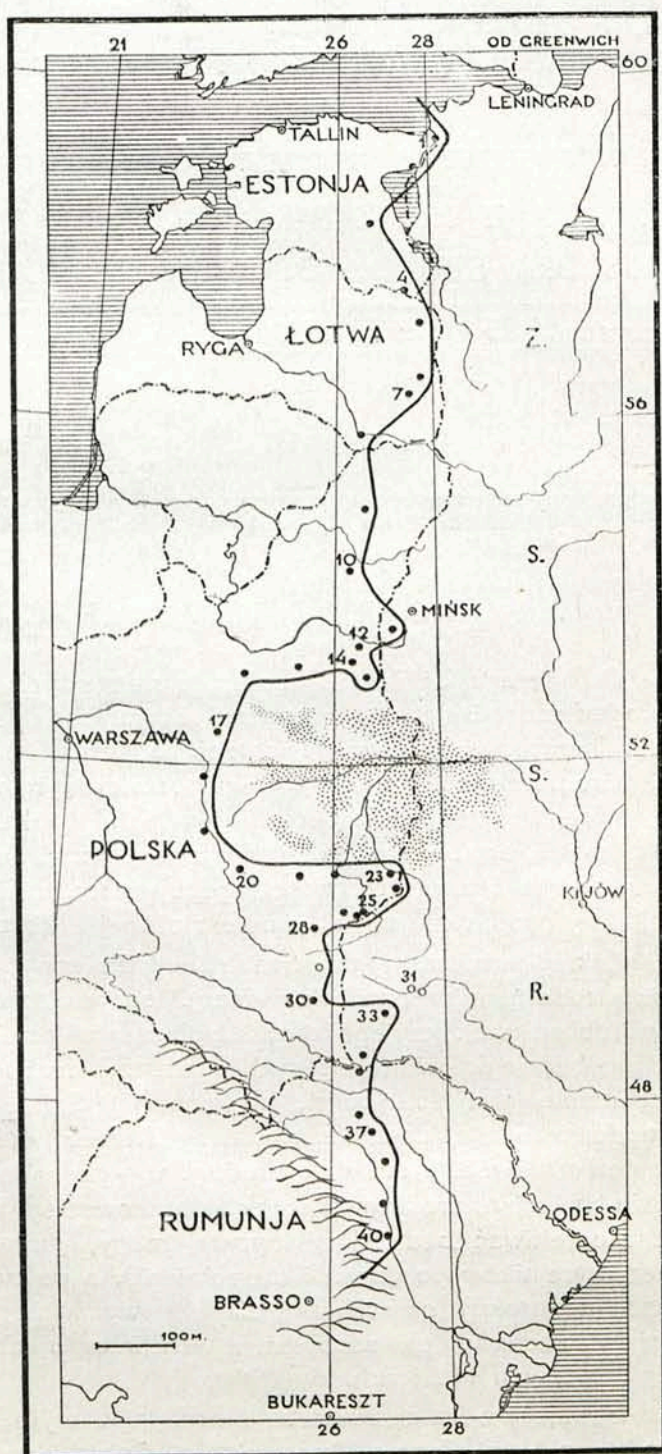 21 26 28 OD GREENWICH
60
LENINGRAD
TALLIN
ESTONJA
4
ŁOTWA
RYGA
Z.
7
56
10
S.
MIŃSK
12
14
17
WARSZAWA
52
S.
POLSKA
20
23
25
KIJÓW
28
31
30
R.
33
48
37
RUMUNJA
40
ODESSA
BRASSO
100 M.
BUKARESZT
26 28